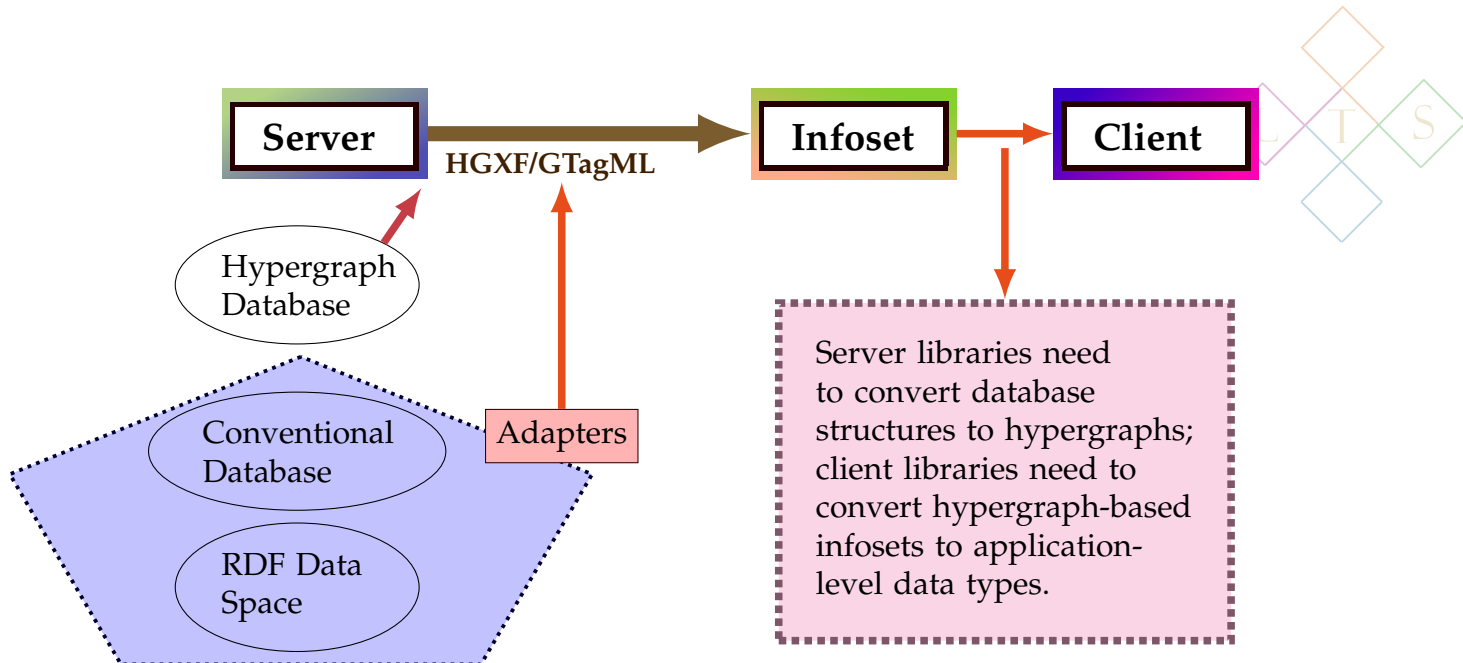 Server
Infoset
Client
L T S
HGXF/GTagML
Hypergraph
Database
Conventional
Database
Adapters
RDF Data
Space
Server libraries need
to convert database
structures to hypergraphs;
client libraries need to
convert hypergraph-based
infosets to application-
level data types.